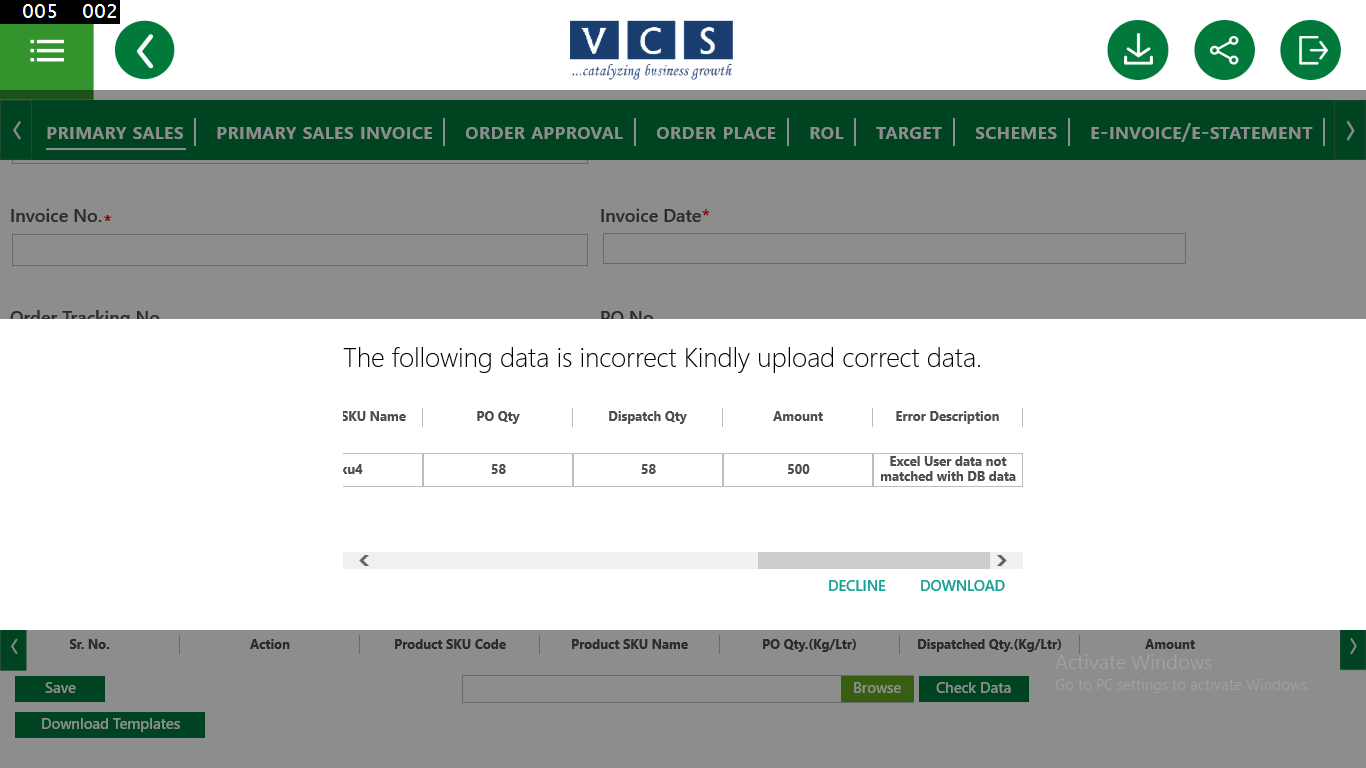 005 002
VCS
...catalyzing business growth
PRIMARY SALES PRIMARY SALES INVOICE ORDER APPROVAL ORDER PLACE ROL TARGET SCHEMES E-INVOICE/E-STATEMENT
Invoice No.* Invoice Date*
Order Tracking No PO No
The following data is incorrect Kindly upload correct data.
SKU Name PO Qty Dispatch Qty Amount Error Description
ku4 58 58 500 Excel User data not
matched with DB data
DECLINE DOWNLOAD
Sr. No. Action Product SKU Code Product SKU Name PO Qty.(Kg/Ltr) Dispatched Qty.(Kg/Ltr) Amount
Activate Windows
Go to PC settings to activate Windows.
Save Browse Check Data
Download Templates